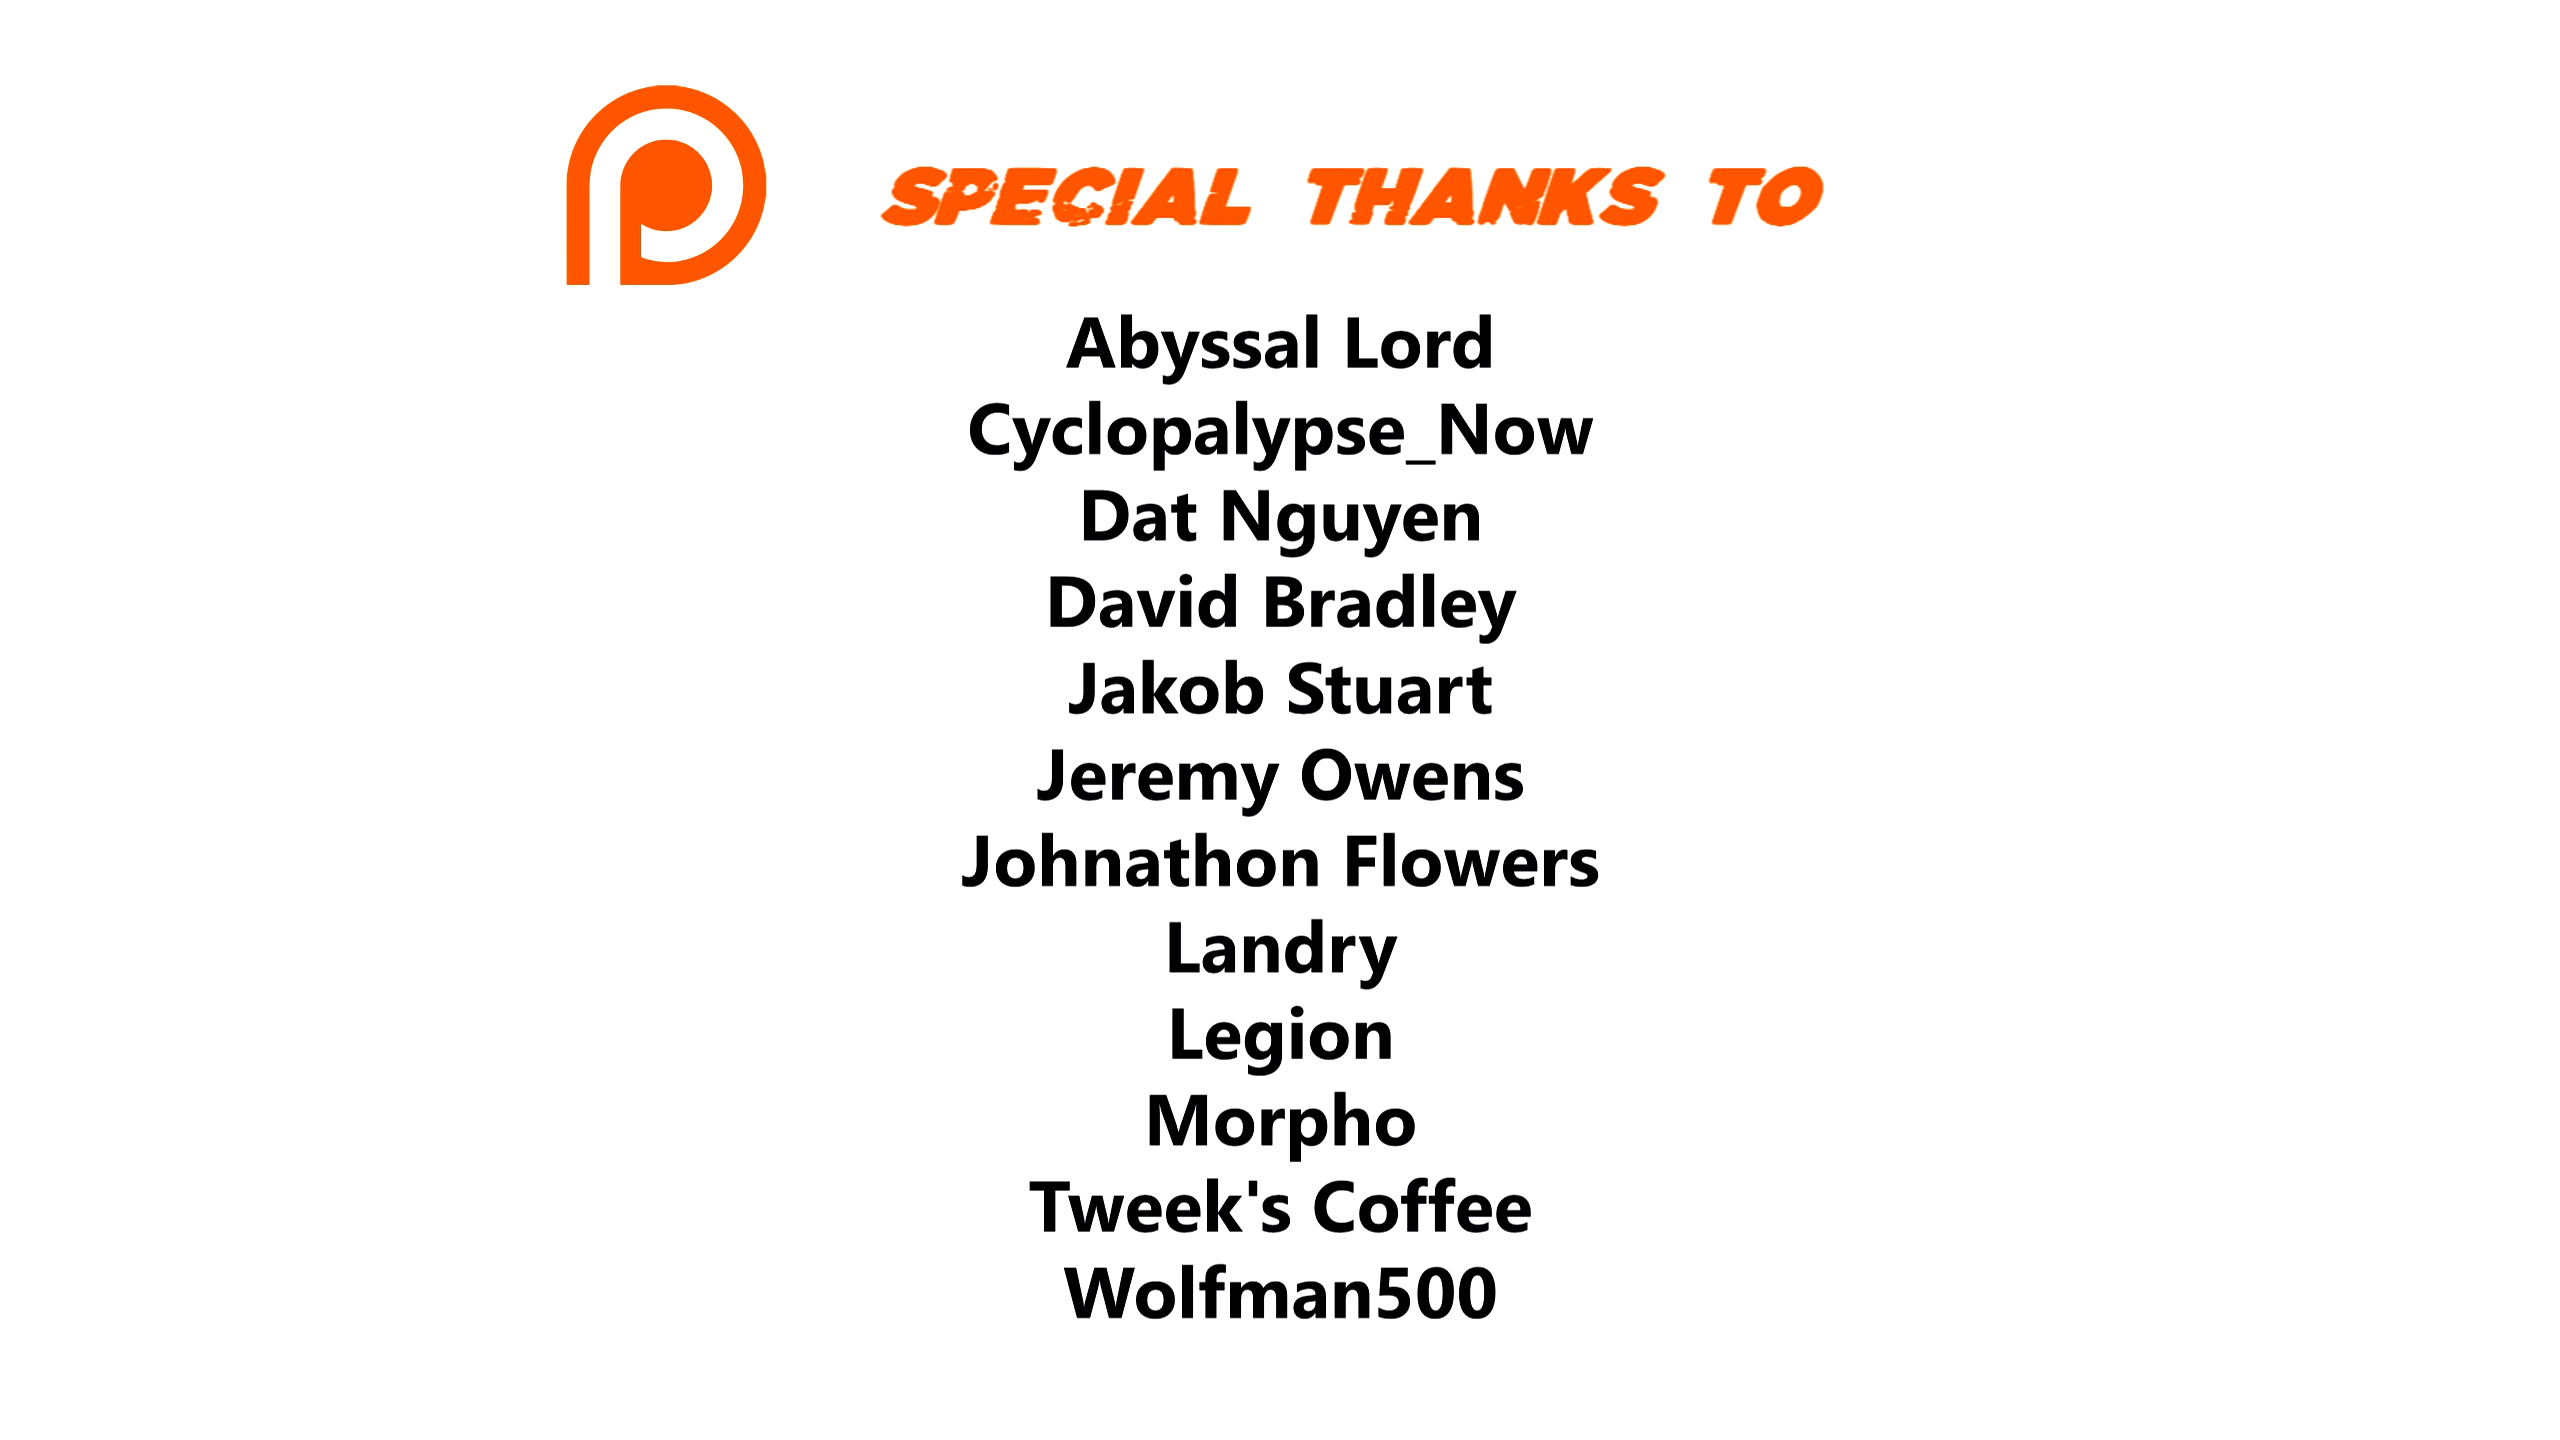 SPECIAL THANKS TO
Abyssal Lord
Cyclopalypse_Now
Dat Nguyen
David Bradley
Jakob Stuart
Jeremy Owens
Johnathon Flowers
Landry
Legion
Morpho
Tweek's Coffee
Wolfman500